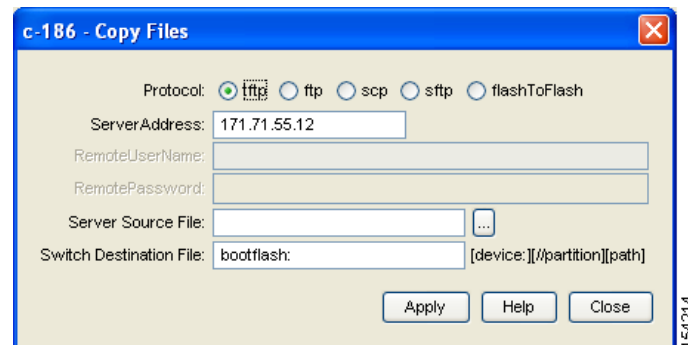 c-186 - Copy Files
Protocol: tftp ftp scp sftp flashToFlash
ServerAddress: 171.71.55.12
RemoteUserName:
RemotePassword:
Server Source File: ...
Switch Destination File: bootflash: [device:][//partition][path]
Apply Help Close